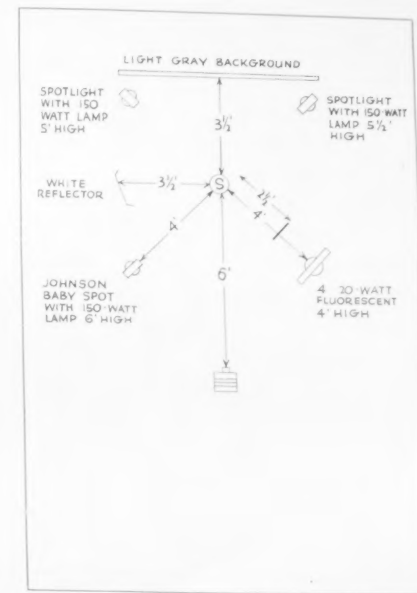 LIGHT GRAY BACKGROUND
SPOTLIGHT
WITH 150
WATT LAMP
5' HIGH
SPOTLIGHT
WITH 150-WATT
LAMP 5½'
HIGH
3½'
WHITE
REFLECTOR
3½'
S
2½'
4'
4'
6'
JOHNSON
BABY SPOT
WITH 150-WATT
LAMP 6' HIGH
4 20-WATT
FLUORESCENT
4' HIGH